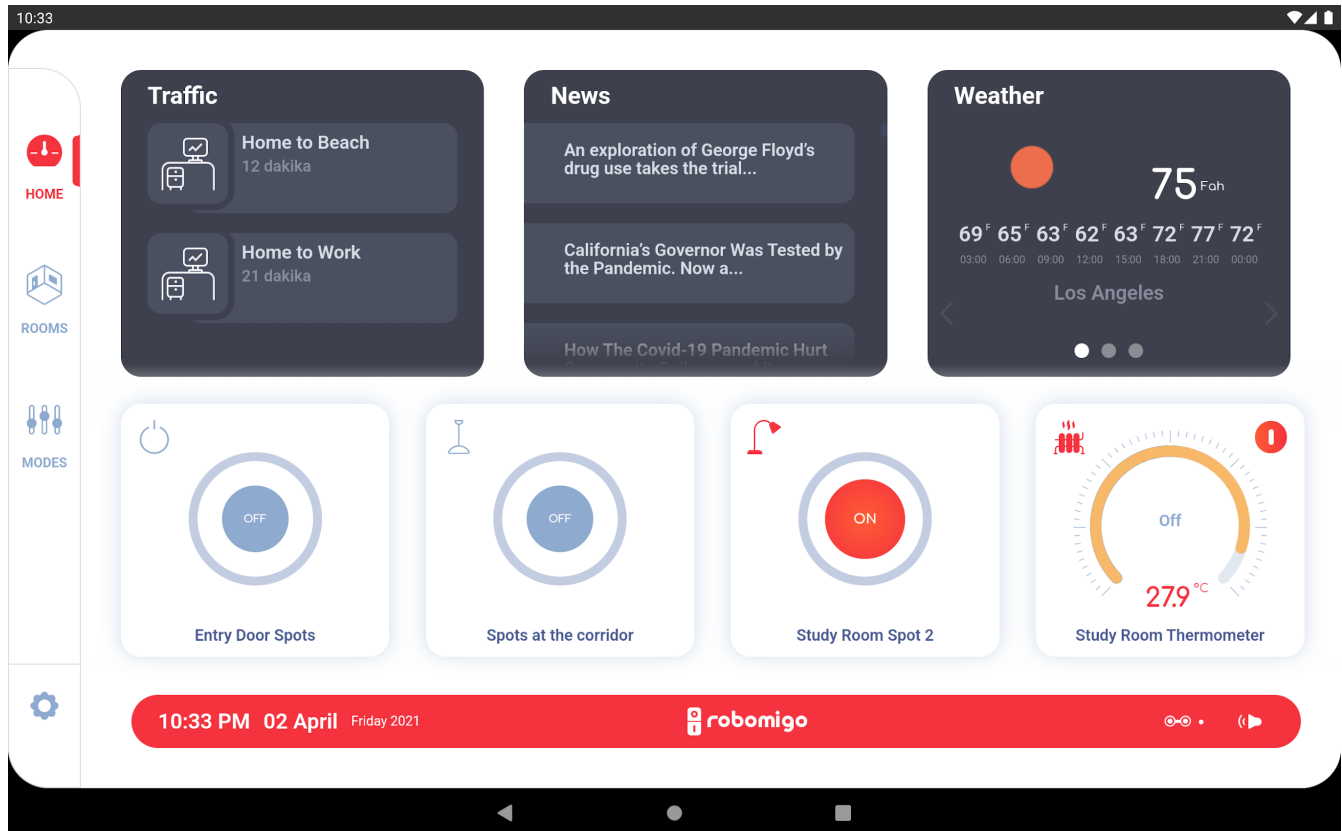 10:33
HOME
ROOMS
MODES
Traffic
Home to Beach
12 dakika
Home to Work
21 dakika
News
An exploration of George Floyd's
drug use takes the trial...
California's Governor Was Tested by
the Pandemic. Now a...
How The Covid-19 Pandemic Hurt
Weather
75 Fah
69 F 65 F 63 F 62 F 63 F 72 F 77 F 72 F
03:00 06:00 09:00 12:00 15:00 18:00 21:00 00:00
Los Angeles
OFF
Entry Door Spots
OFF
Spots at the corridor
ON
Study Room Spot 2
Off
27.9 °C
Study Room Thermometer
10:33 PM 02 April Friday 2021
robomigo